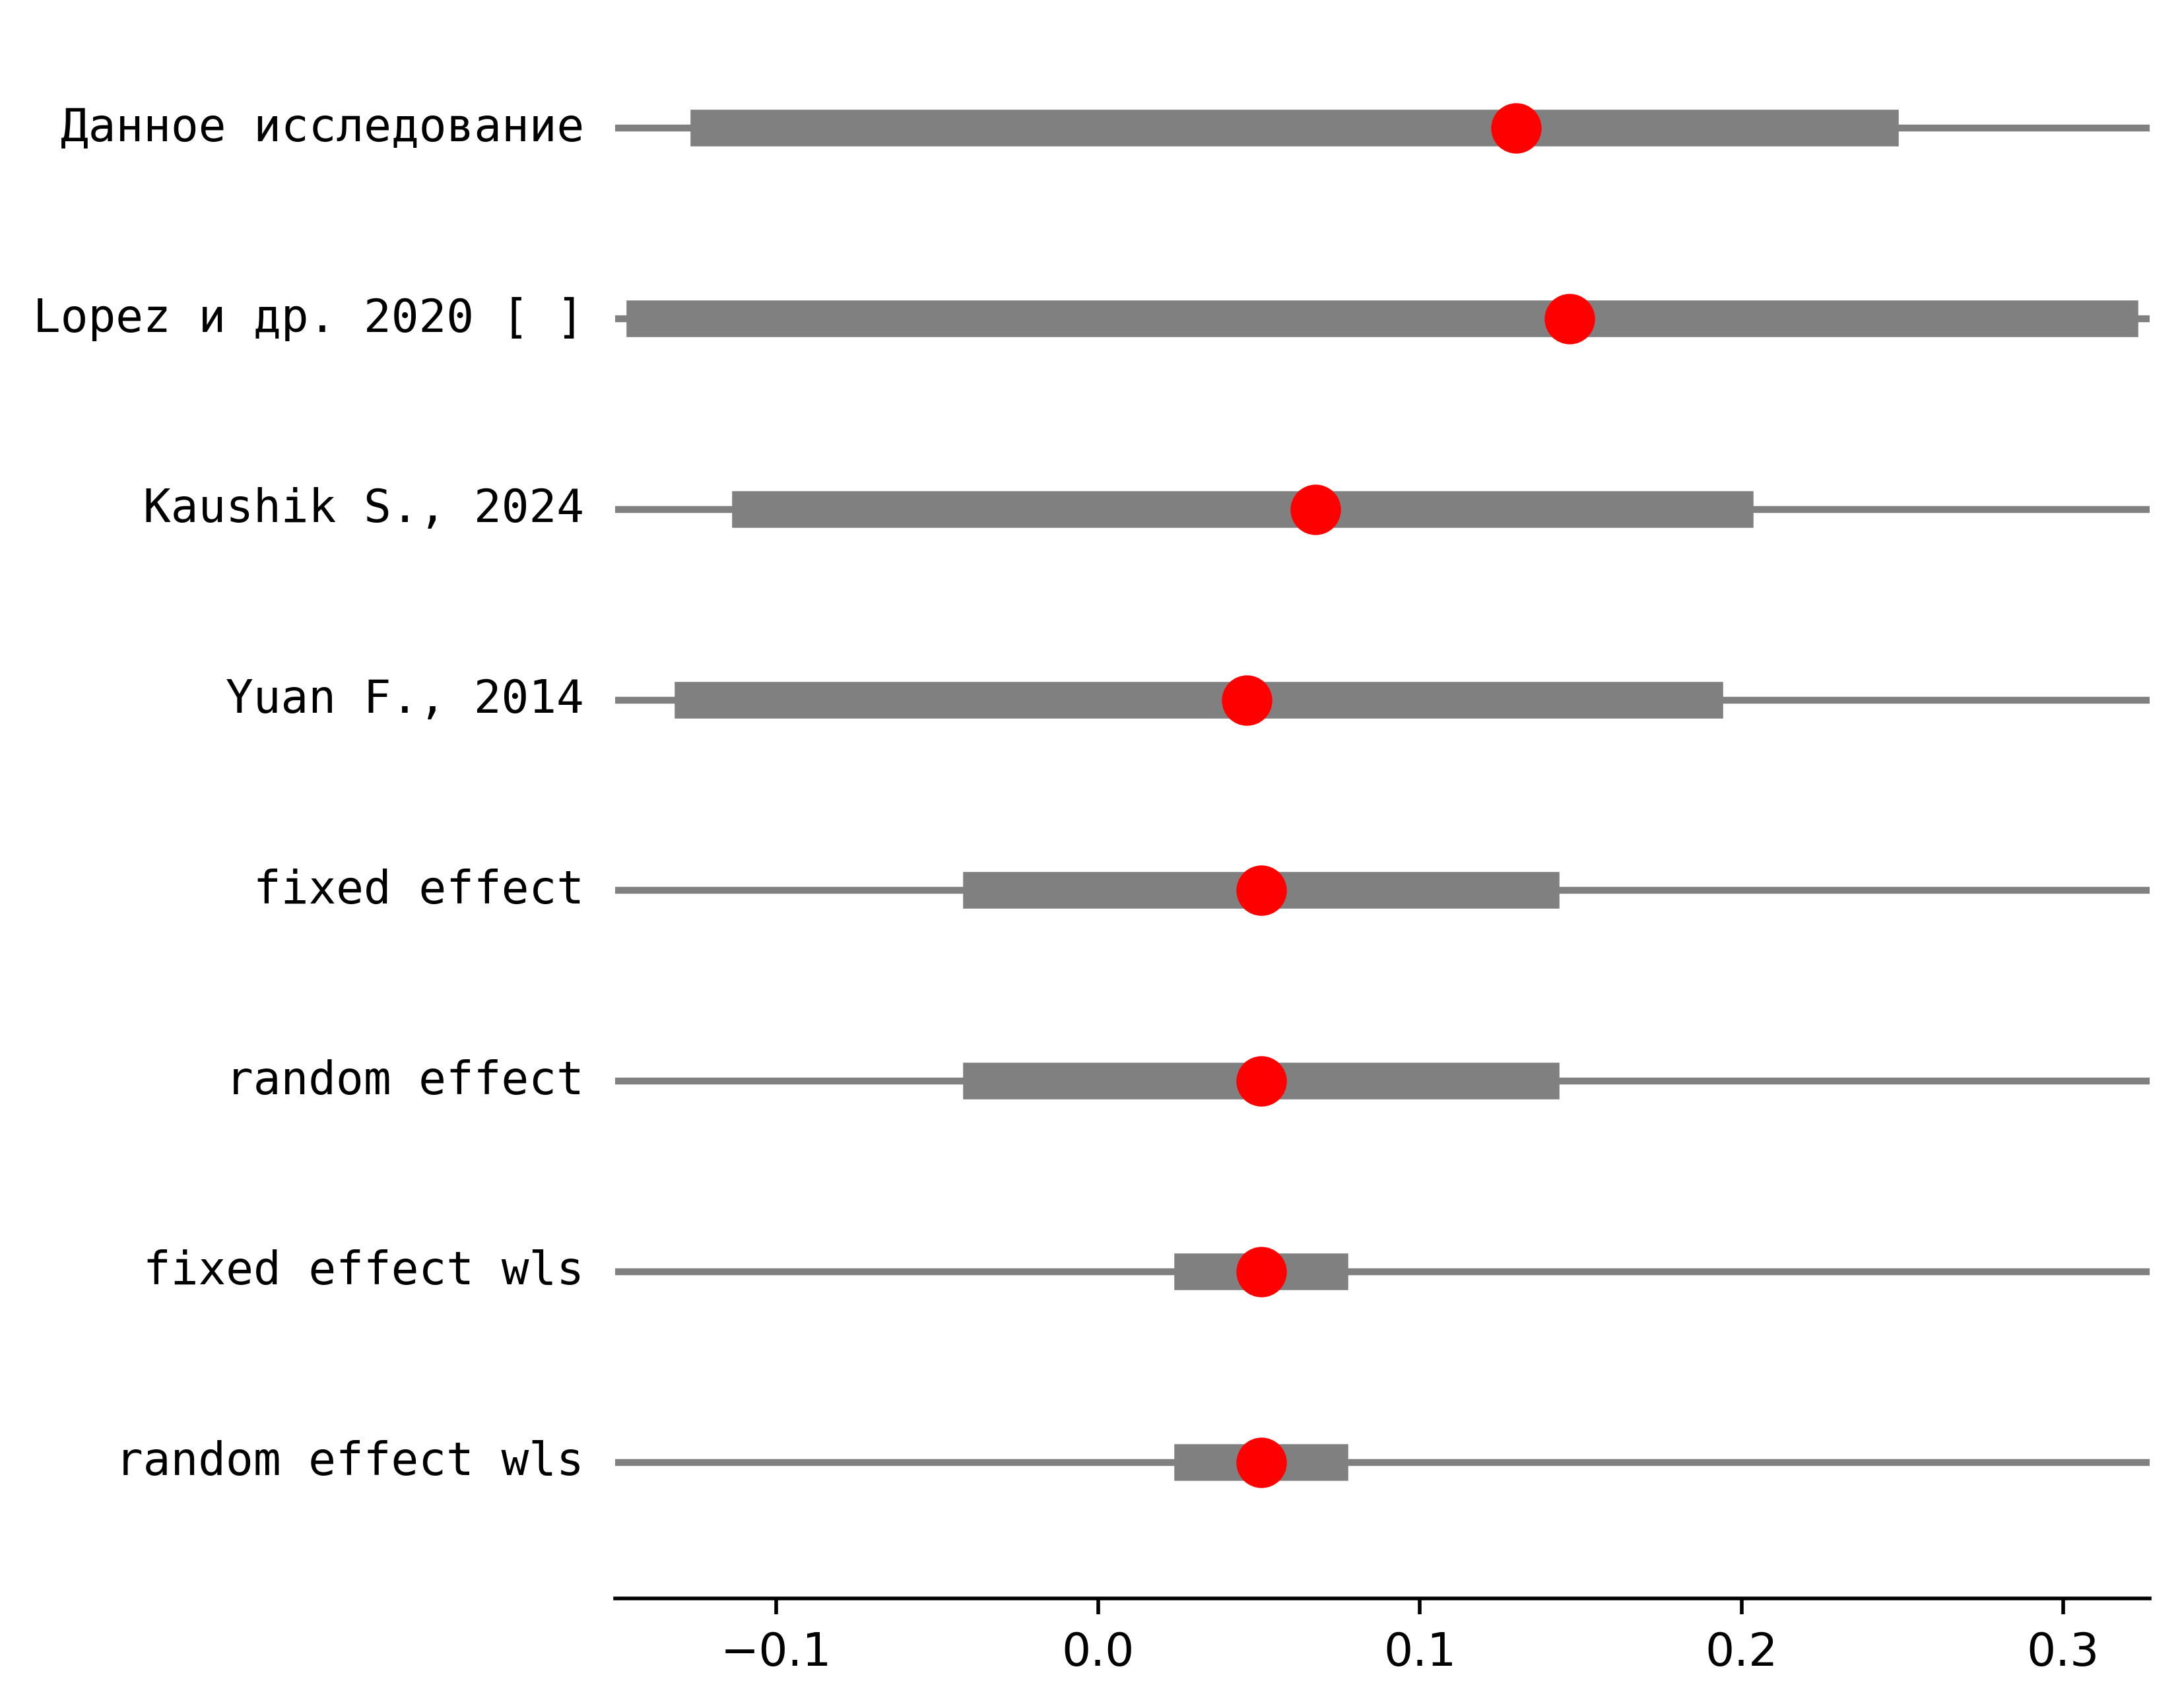 Данное исследование
Lopez и др. 2020 [ ]
Kaushik S., 2024
Yuan F., 2014
fixed effect
random effect
fixed effect wls
random effect wls
−0.1 0.0 0.1 0.2 0.3